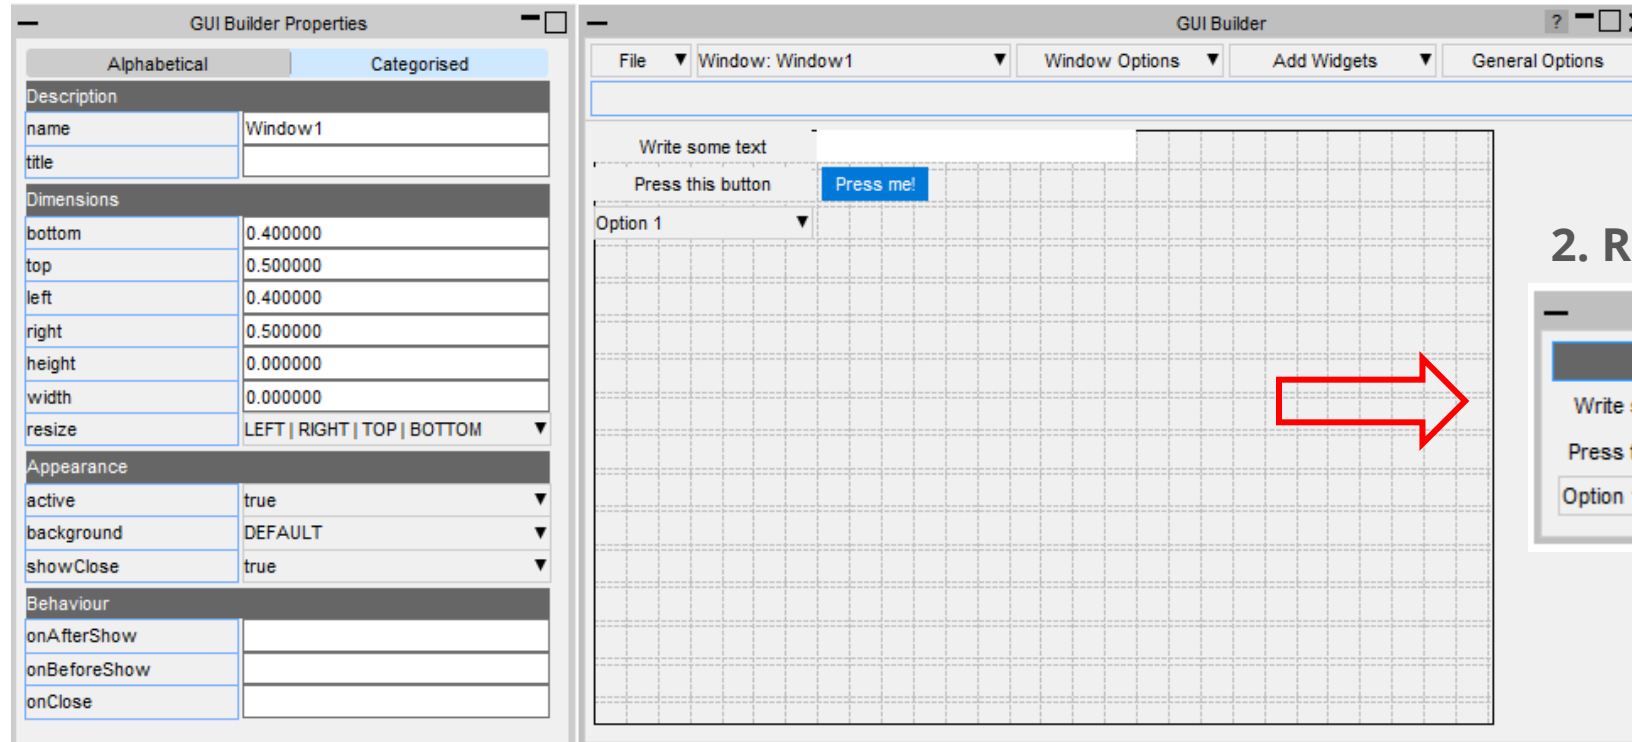 GUI Builder Properties
Alphabetical Categorised
Description
name Window1
title
Dimensions
bottom 0.400000
top 0.500000
left 0.400000
right 0.500000
height 0.000000
width 0.000000
resize LEFT | RIGHT | TOP | BOTTOM
Appearance
active true
background DEFAULT
showClose true
Behaviour
onAfterShow
onBeforeShow
onClose
GUI Builder ?
File Window: Window1 Window Options Add Widgets General Options
Write some text
Press this button Press me!
Option 1
2. R
Write
Press
Option